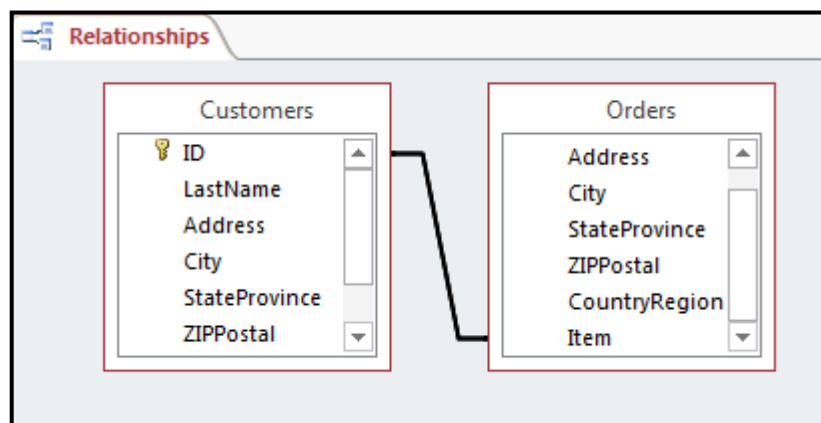 Relationships
Customers
ID
LastName
Address
City
StateProvince
ZIPPostal
Orders
Address
City
StateProvince
ZIPPostal
CountryRegion
Item